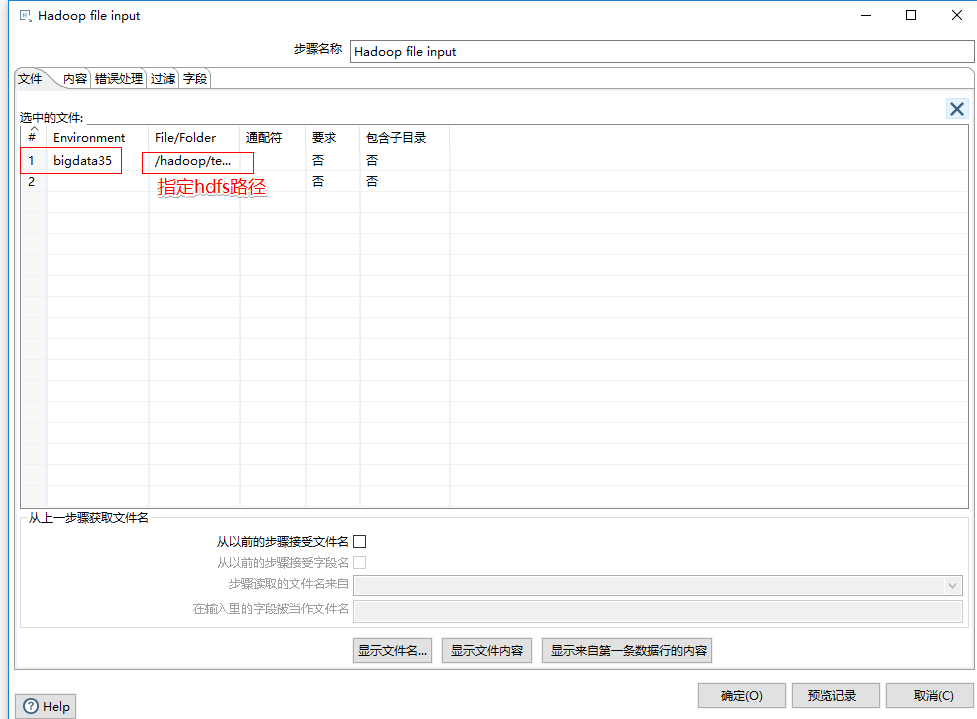 Hadoop file input
步骤名称 Hadoop file input
文件 内容 错误处理 过滤 字段
选中的文件:
# Environment File/Folder 通配符 要求 包含子目录
1 bigdata35 /hadoop/te... 否 否
2 否 否
指定hdfs路径
从上一步骤获取文件名
从以前的步骤接受文件名
从以前的步骤接受字段名
步骤读取的文件名来自
在输入里的字段被当作文件名
显示文件名... 显示文件内容 显示来自第一条数据行的内容
确定(O) 预览记录 取消(C)
Help